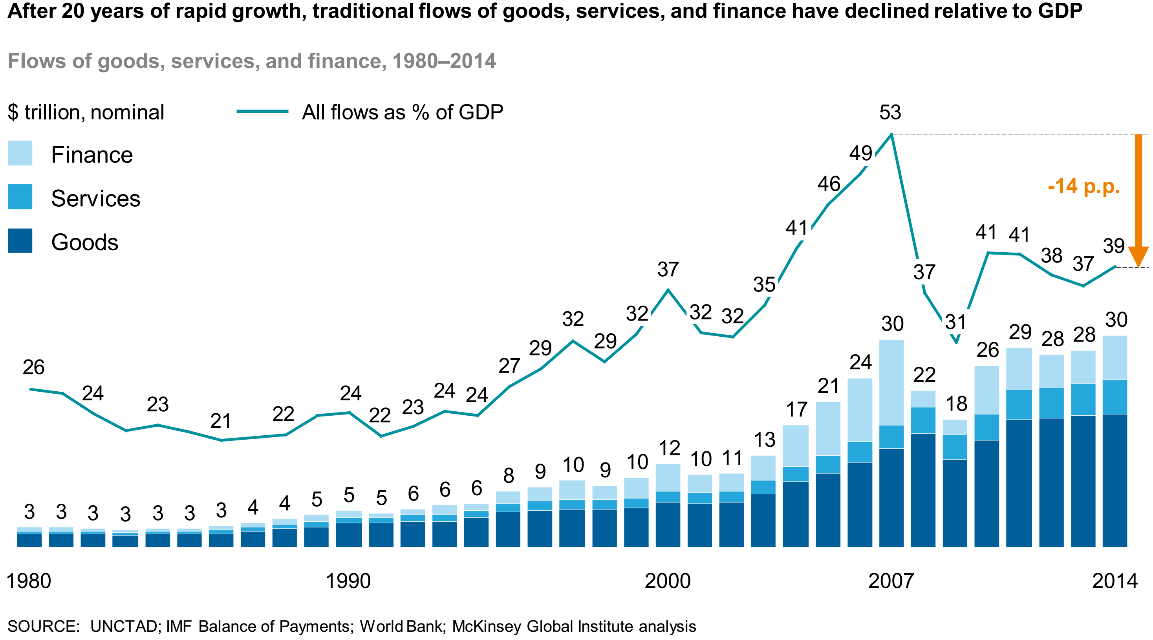 After 20 years of rapid growth, traditional flows of goods, services, and finance have declined relative to GDP
Flows of goods, services, and finance, 1980–2014
$ trillion, nominal
All flows as % of GDP
Finance
Services
Goods
26 24 23 21 22 24 22 23 24 24 27 29 32 29 32 37 32 32 35 41 46 49 53 37 31 41 41 38 37 39
-14 p.p.
3 3 3 3 3 3 3 4 4 5 5 5 6 6 6 8 9 10 9 10 12 10 11 13 17 21 24 30 22 18 26 29 28 28 30
1980 1990 2000 2007 2014
SOURCE: UNCTAD; IMF Balance of Payments; World Bank; McKinsey Global Institute analysis